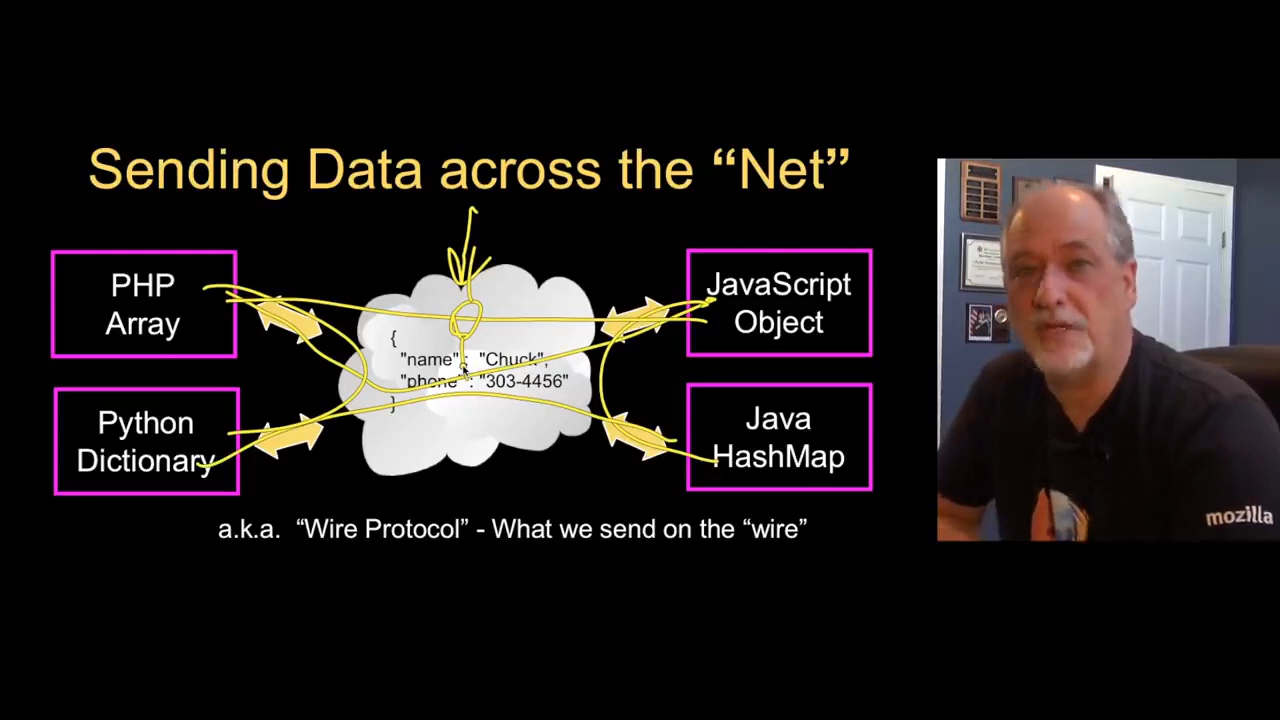 Sending Data across the “Net”
PHP
Array
JavaScript
Object
{
"name" : "Chuck",
"phone" : "303-4456"
}
Python
Dictionary
Java
HashMap
a.k.a. “Wire Protocol” - What we send on the “wire”
mozilla